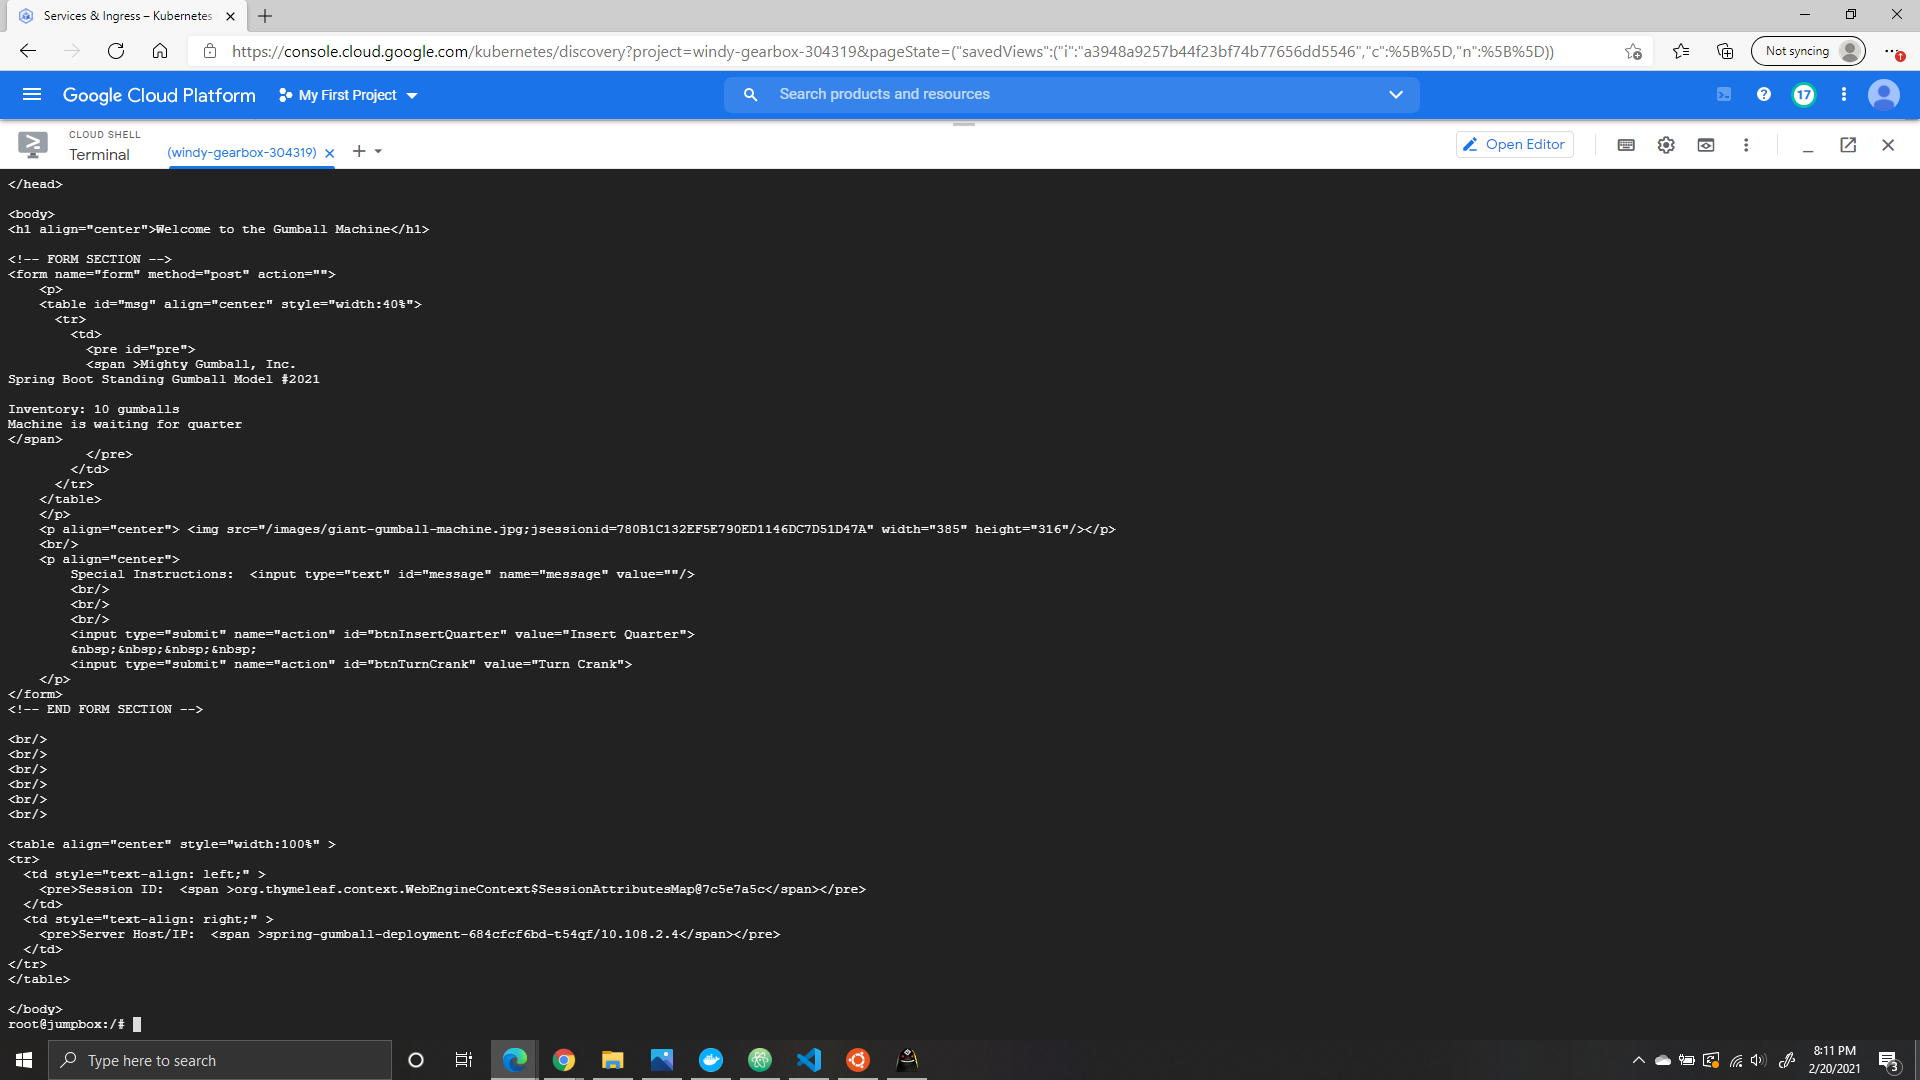 Services & Ingress – Kubernetes
https://console.cloud.google.com/kubernetes/discovery?project=windy-gearbox-304319&pageState=("savedViews":("i":"a3948a9257b44f23bf74b77656dd5546","c":%5B%5D,"n":%5B%5D))
Not syncing
Google Cloud Platform
My First Project
Search products and resources
17
CLOUD SHELL
Terminal
(windy-gearbox-304319)
Open Editor
</head>
<body>
<h1 align="center">Welcome to the Gumball Machine</h1>
<!-- FORM SECTION -->
<form name="form" method="post" action="">
<p>
<table id="msg" align="center" style="width:40%">
<tr>
<td>
<pre id="pre">
<span >Mighty Gumball, Inc.
Spring Boot Standing Gumball Model #2021
Inventory: 10 gumballs
Machine is waiting for quarter
</span>
</pre>
</td>
</tr>
</table>
</p>
<p align="center"> <img src="/images/giant-gumball-machine.jpg;jsessionid=780B1C132EF5E790ED1146DC7D51D47A" width="385" height="316"/></p>
<br/>
<p align="center">
Special Instructions:  <input type="text" id="message" name="message" value=""/>
<br/>
<br/>
<br/>
<input type="submit" name="action" id="btnInsertQuarter" value="Insert Quarter">
&nbsp;&nbsp;&nbsp;&nbsp;
<input type="submit" name="action" id="btnTurnCrank" value="Turn Crank">
</p>
</form>
<!-- END FORM SECTION -->
<br/>
<br/>
<br/>
<br/>
<br/>
<br/>
<table align="center" style="width:100%" >
<tr>
<td style="text-align: left;" >
<pre>Session ID:  <span >org.thymeleaf.context.WebEngineContext$SessionAttributesMap@7c5e7a5c</span></pre>
</td>
<td style="text-align: right;" >
<pre>Server Host/IP:  <span >spring-gumball-deployment-684cfcf6bd-t54qf/10.108.2.4</span></pre>
</td>
</tr>
</table>
</body>
root@jumpbox:/#
Type here to search
8:11 PM
2/20/2021
3